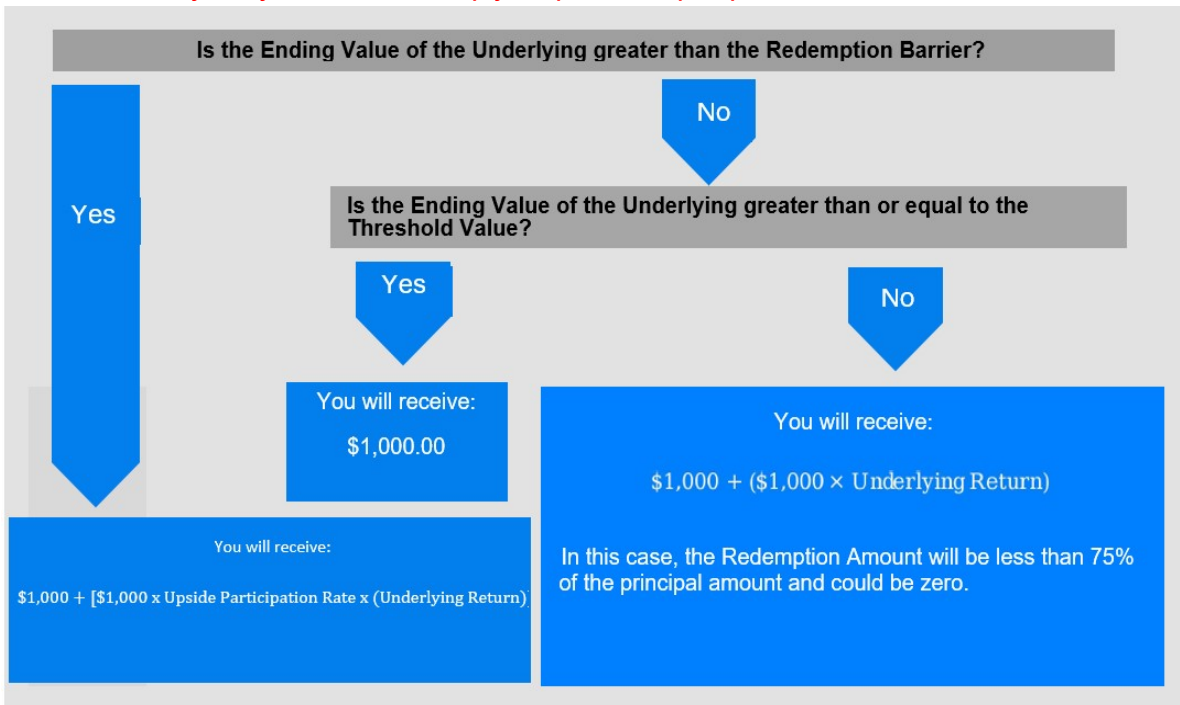 Is the Ending Value of the Underlying greater than the Redemption Barrier?
No
Yes
Is the Ending Value of the Underlying greater than or equal to the
Threshold Value?
Yes
No
You will receive:
$1,000.00
You will receive:
$1,000 + ($1,000 × Underlying Return)
In this case, the Redemption Amount will be less than 75%
of the principal amount and could be zero.
You will receive:
$1,000 + [$1,000 x Upside Participation Rate x (Underlying Return)